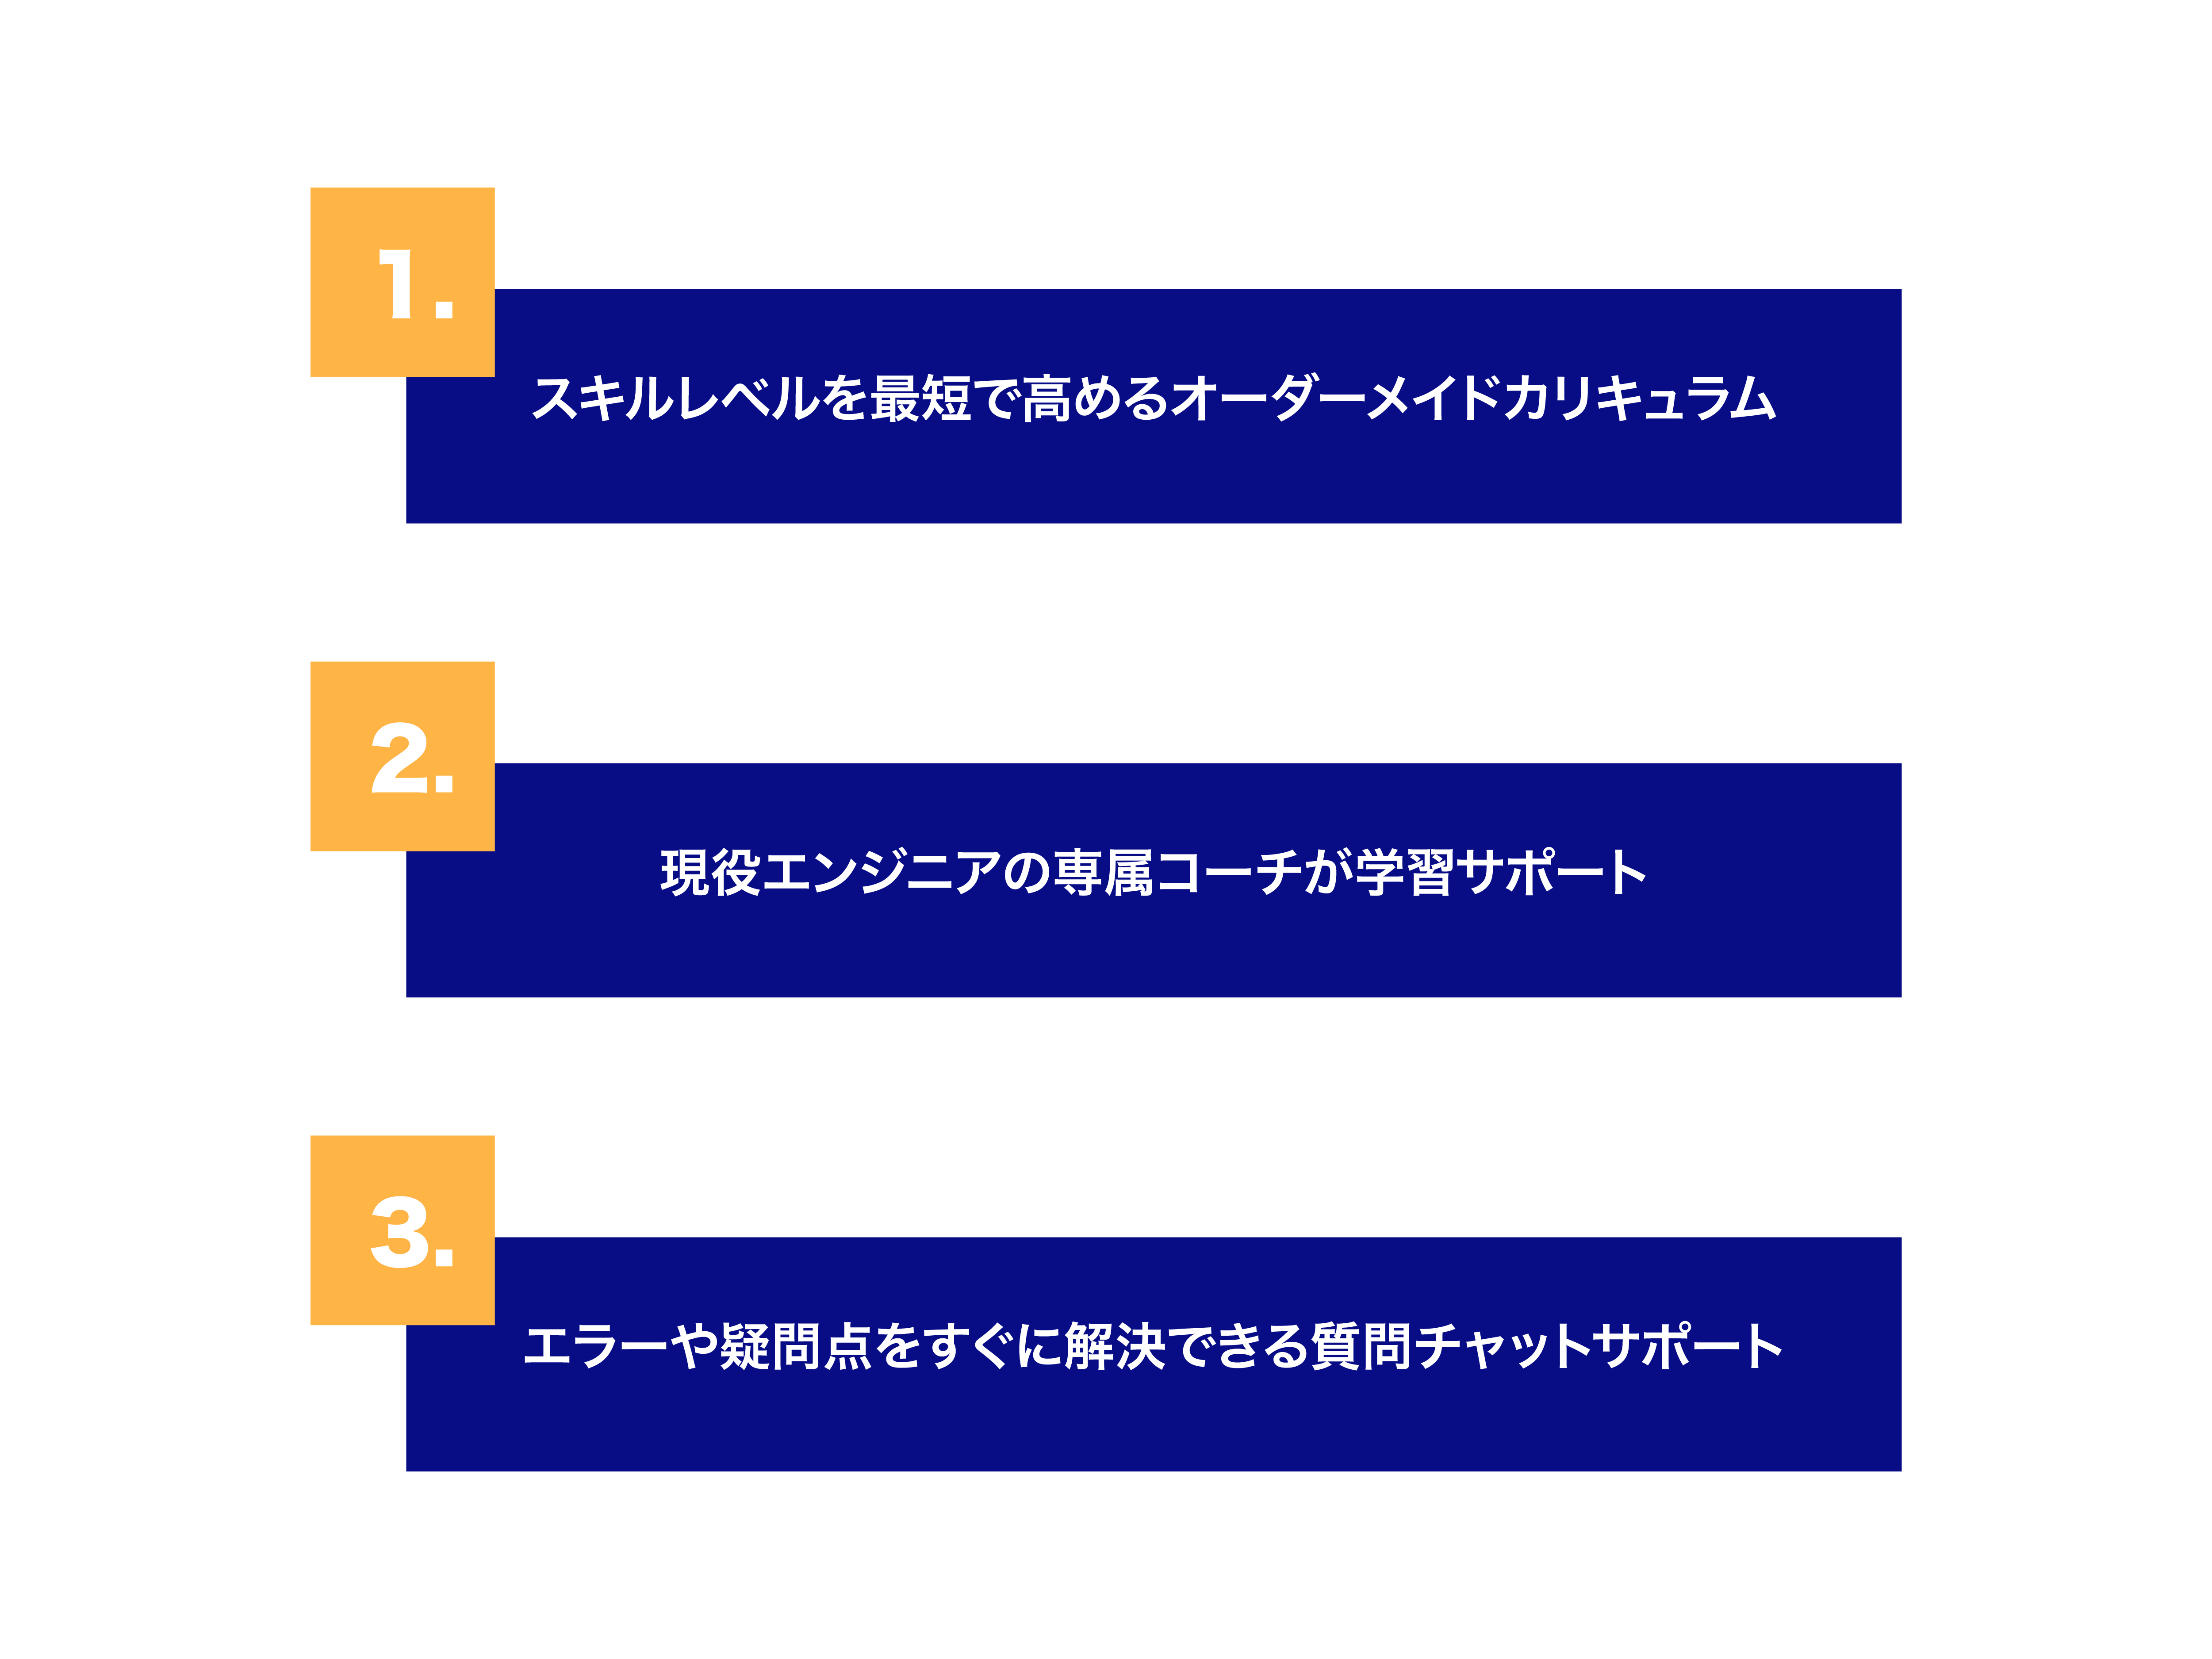 1.
スキルレベルを最短で高めるオーダーメイドカリキュラム
2.
現役エンジニアの専属コーチが学習サポート
3.
エラーや疑問点をすぐに解決できる質問チャットサポート